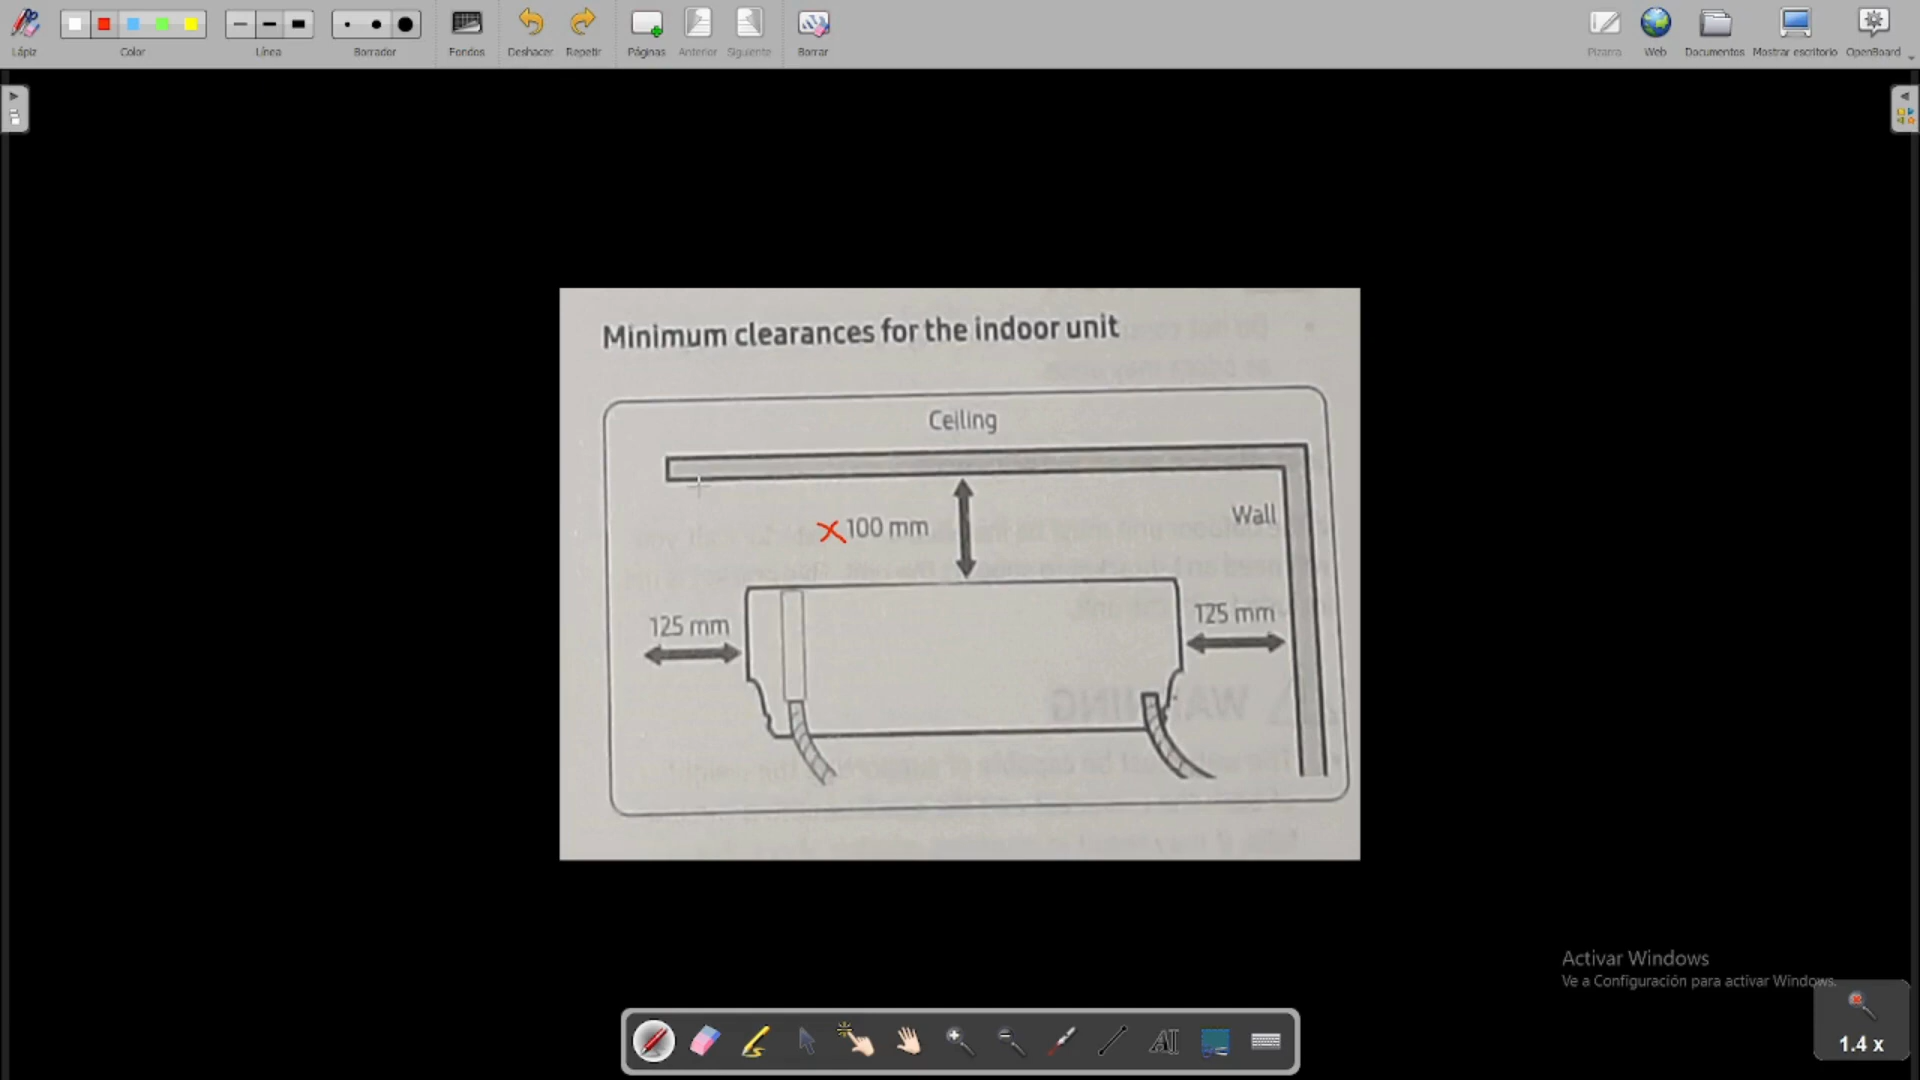 Lápiz
Color
Línea
Borrador
Fondos
Deshacer
Repetir
Páginas
Anterior
Siguiente
Borrar
Pizarra
Web
Documentos
Mostrar escritorio
OpenBoard
Minimum clearances for the indoor unit
Ceiling
X 100 mm
Wall
125 mm
125 mm
WARNING
Activar Windows
Ve a Configuración para activar Windows.
1.4 x